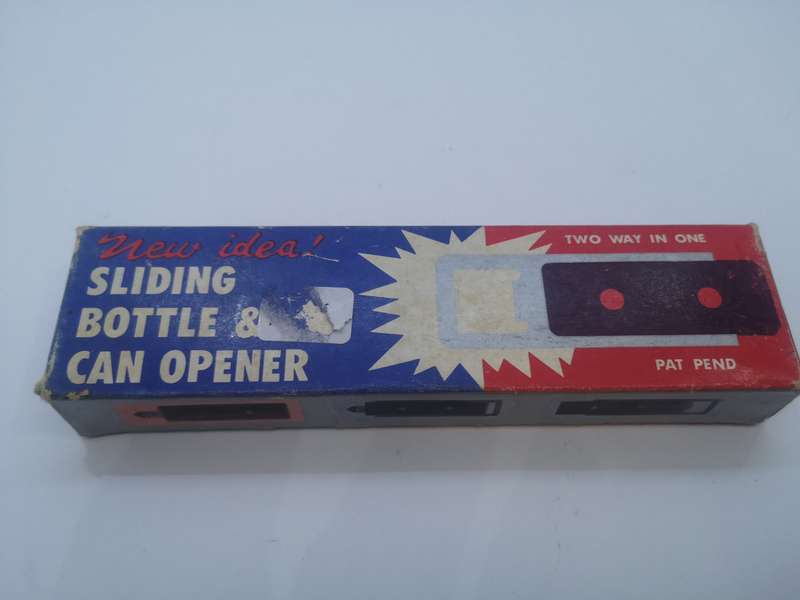 New idea!
SLIDING
BOTTLE &
CAN OPENER
TWO WAY IN ONE
PAT PEND